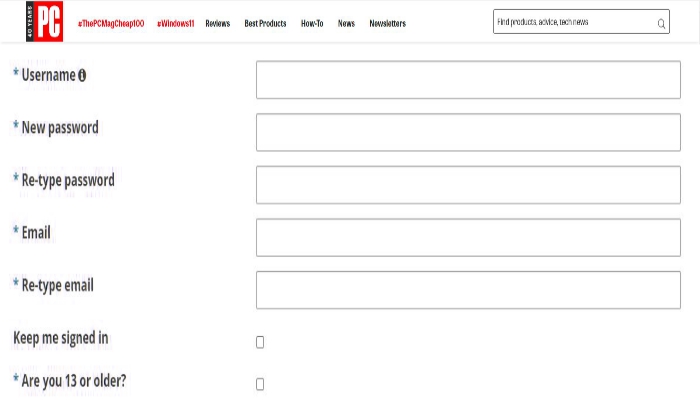 40 YEARS PC #ThePCMagCheap100 #Windows11 Reviews Best Products How-To News Newsletters Find products, advice, tech news
* Username
* New password
* Re-type password
* Email
* Re-type email
Keep me signed in
* Are you 13 or older?